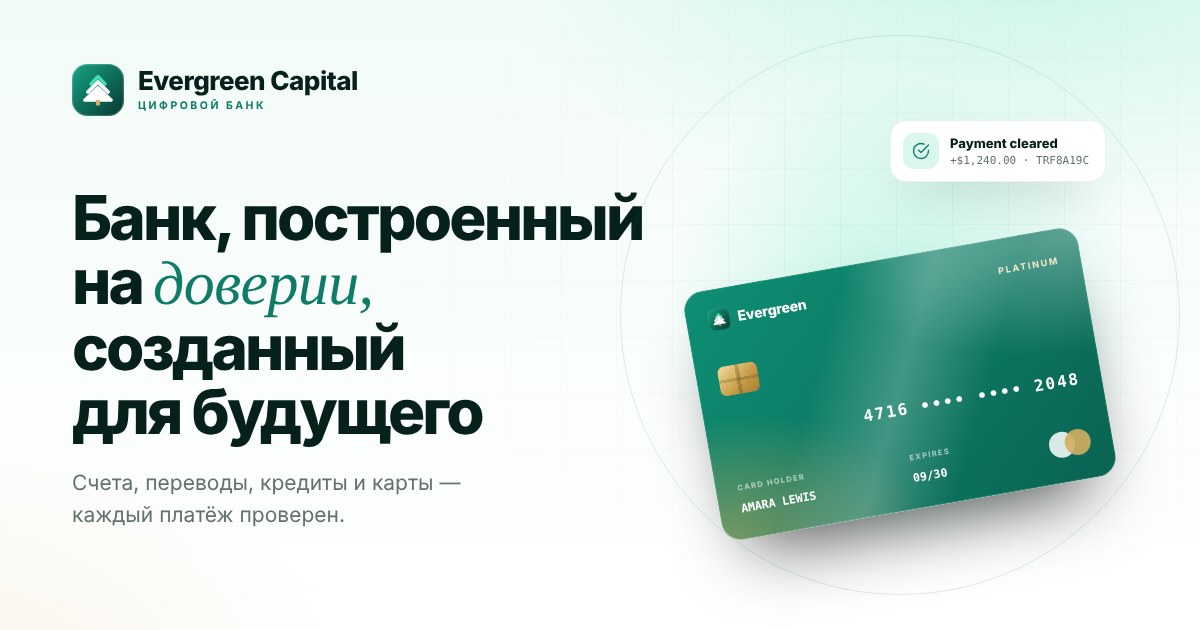 Evergreen Capital
ЦИФРОВОЙ БАНК
Банк, построенный
на доверии,
созданный
для будущего
Счета, переводы, кредиты и карты —
каждый платёж проверен.
Payment cleared
+$1,240.00 · TRF8A19C
PLATINUM
Evergreen
4716 •••• •••• 2048
CARD HOLDER
AMARA LEWIS
EXPIRES
09/30